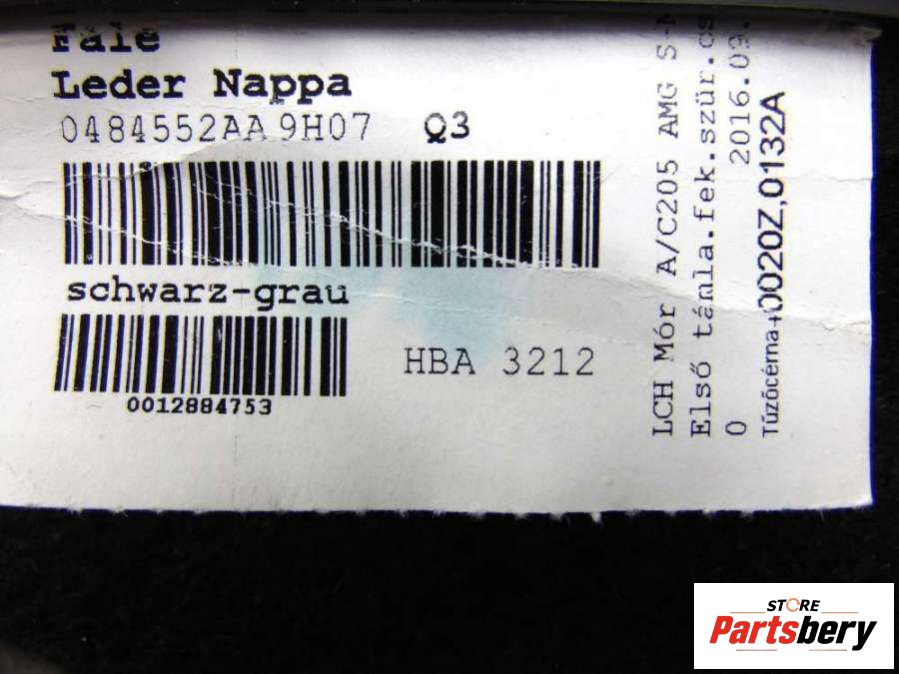 Leder Nappa
0484552AA 9H07 Q3
schwarz-grau
0012884753
HBA 3212
LCH Mór A/C205 AMG
Első támla.fek.szür.cs
0 2016.09.
Tűzőcérna+0020Z,0132A
STORE
Partsbery